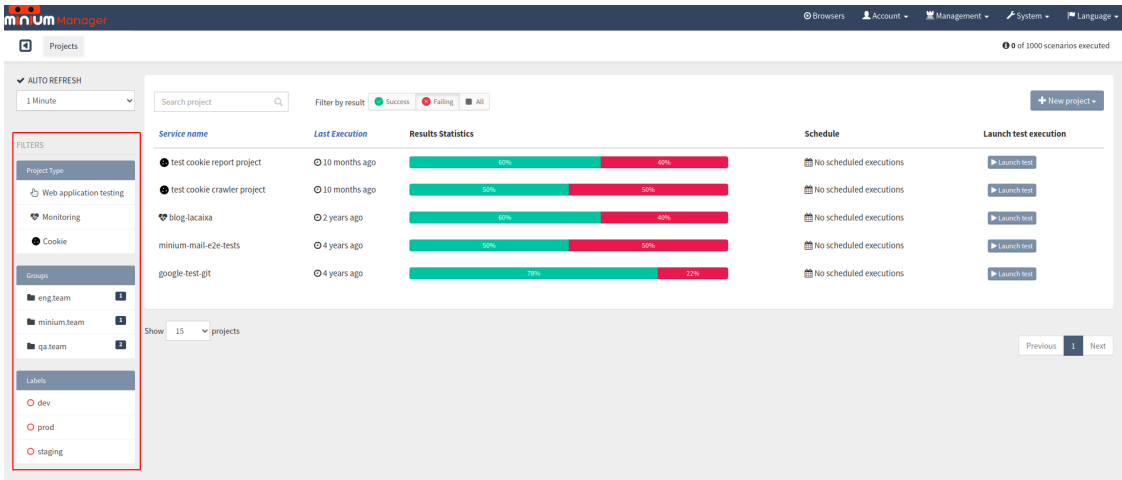 minium Manager
Browsers Account Management System Language
Projects
0 of 1000 scenarios executed
AUTO REFRESH
1 Minute
FILTERS
Project Type
Web application testing
Monitoring
Cookie
Groups
eng.team 1
minium.team 1
qa.team 2
Labels
dev
prod
staging
Search project
Filter by result Success Failing All
New project
Service name Last Execution Results Statistics Schedule Launch test execution
test cookie report project 10 months ago 60% 40% No scheduled executions Launch test
test cookie crawler project 10 months ago 50% 50% No scheduled executions Launch test
blog-lacaixa 2 years ago 60% 40% No scheduled executions Launch test
minium-mail-e2e-tests 4 years ago 50% 50% No scheduled executions Launch test
google-test-git 4 years ago 78% 22% No scheduled executions Launch test
Show 15 projects
Previous 1 Next